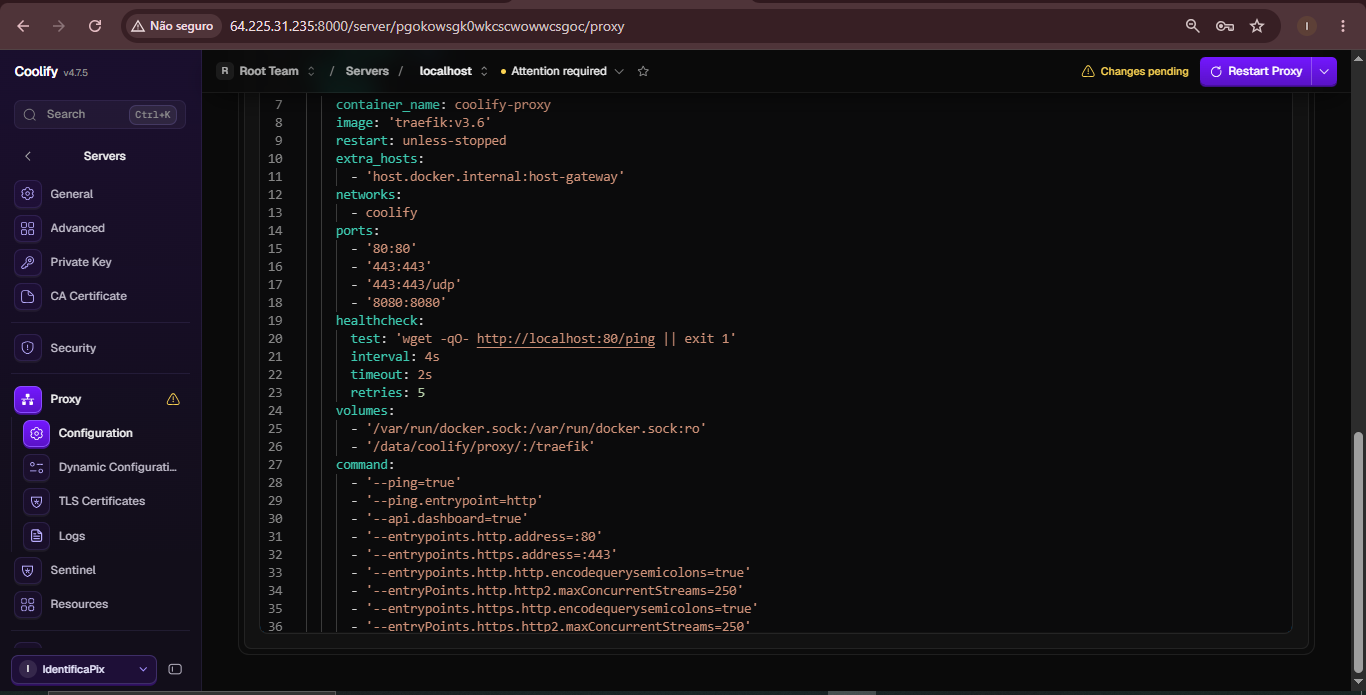 Não seguro
64.225.31.235:8000/server/pgokowsgk0wkcscwowwcsgoc/proxy
I
Coolify v4.7.5
R Root Team / Servers / localhost Attention required
Changes pending
Restart Proxy
Search Ctrl+K
Servers
General
Advanced
Private Key
CA Certificate
Security
Proxy
Configuration
Dynamic Configurati...
TLS Certificates
Logs
Sentinel
Resources
I IdentificaPix
7 container_name: coolify-proxy
8 image: 'traefik:v3.6'
9 restart: unless-stopped
10 extra_hosts:
11 - 'host.docker.internal:host-gateway'
12 networks:
13 - coolify
14 ports:
15 - '80:80'
16 - '443:443'
17 - '443:443/udp'
18 - '8080:8080'
19 healthcheck:
20 test: 'wget -qO- http://localhost:80/ping || exit 1'
21 interval: 4s
22 timeout: 2s
23 retries: 5
24 volumes:
25 - '/var/run/docker.sock:/var/run/docker.sock:ro'
26 - '/data/coolify/proxy/:/traefik'
27 command:
28 - '--ping=true'
29 - '--ping.entrypoint=http'
30 - '--api.dashboard=true'
31 - '--entrypoints.http.address=:80'
32 - '--entrypoints.https.address=:443'
33 - '--entrypoints.http.http.encodequerysemicolons=true'
34 - '--entryPoints.http.http2.maxConcurrentStreams=250'
35 - '--entrypoints.https.http.encodequerysemicolons=true'
36 - '--entryPoints.https.http2.maxConcurrentStreams=250'